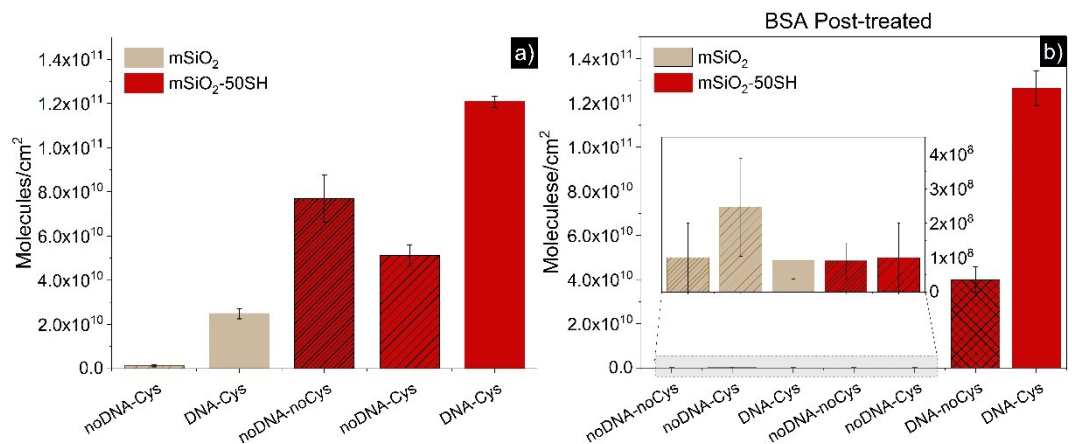 BSA Post-treated
a)
mSiO₂
mSiO₂-50SH
Molecules/cm²
1.4x10¹¹
1.2x10¹¹
1.0x10¹¹
8.0x10¹⁰
6.0x10¹⁰
4.0x10¹⁰
2.0x10¹⁰
0.0
noDNA-Cys
DNA-Cys
noDNA-noCys
noDNA-Cys
DNA-Cys
b)
mSiO₂
mSiO₂-50SH
Moleculese/cm²
1.4x10¹¹
1.2x10¹¹
1.0x10¹¹
8.0x10¹⁰
6.0x10¹⁰
4.0x10¹⁰
2.0x10¹⁰
0.0
4x10⁸
3x10⁸
2x10⁸
1x10⁸
0
noDNA-noCys
noDNA-Cys
DNA-Cys
noDNA-noCys
noDNA-Cys
DNA-noCys
DNA-Cys